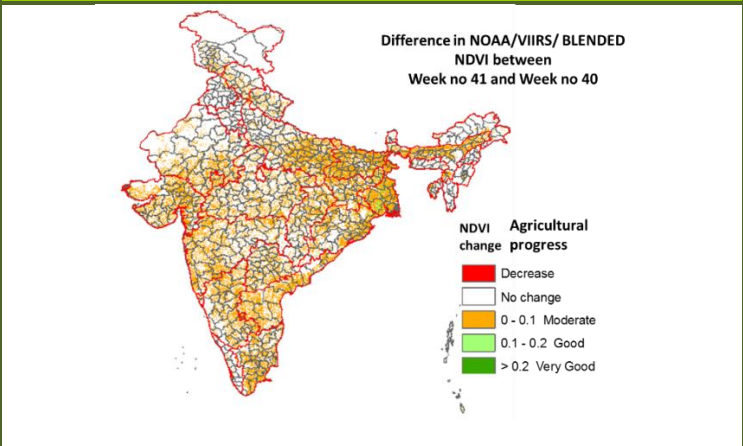 Difference in NOAA/VIIRS/ BLENDED
NDVI between
Week no 41 and Week no 40
NDVI change
Agricultural progress
Decrease
No change
0 - 0.1 Moderate
0.1 - 0.2 Good
> 0.2 Very Good